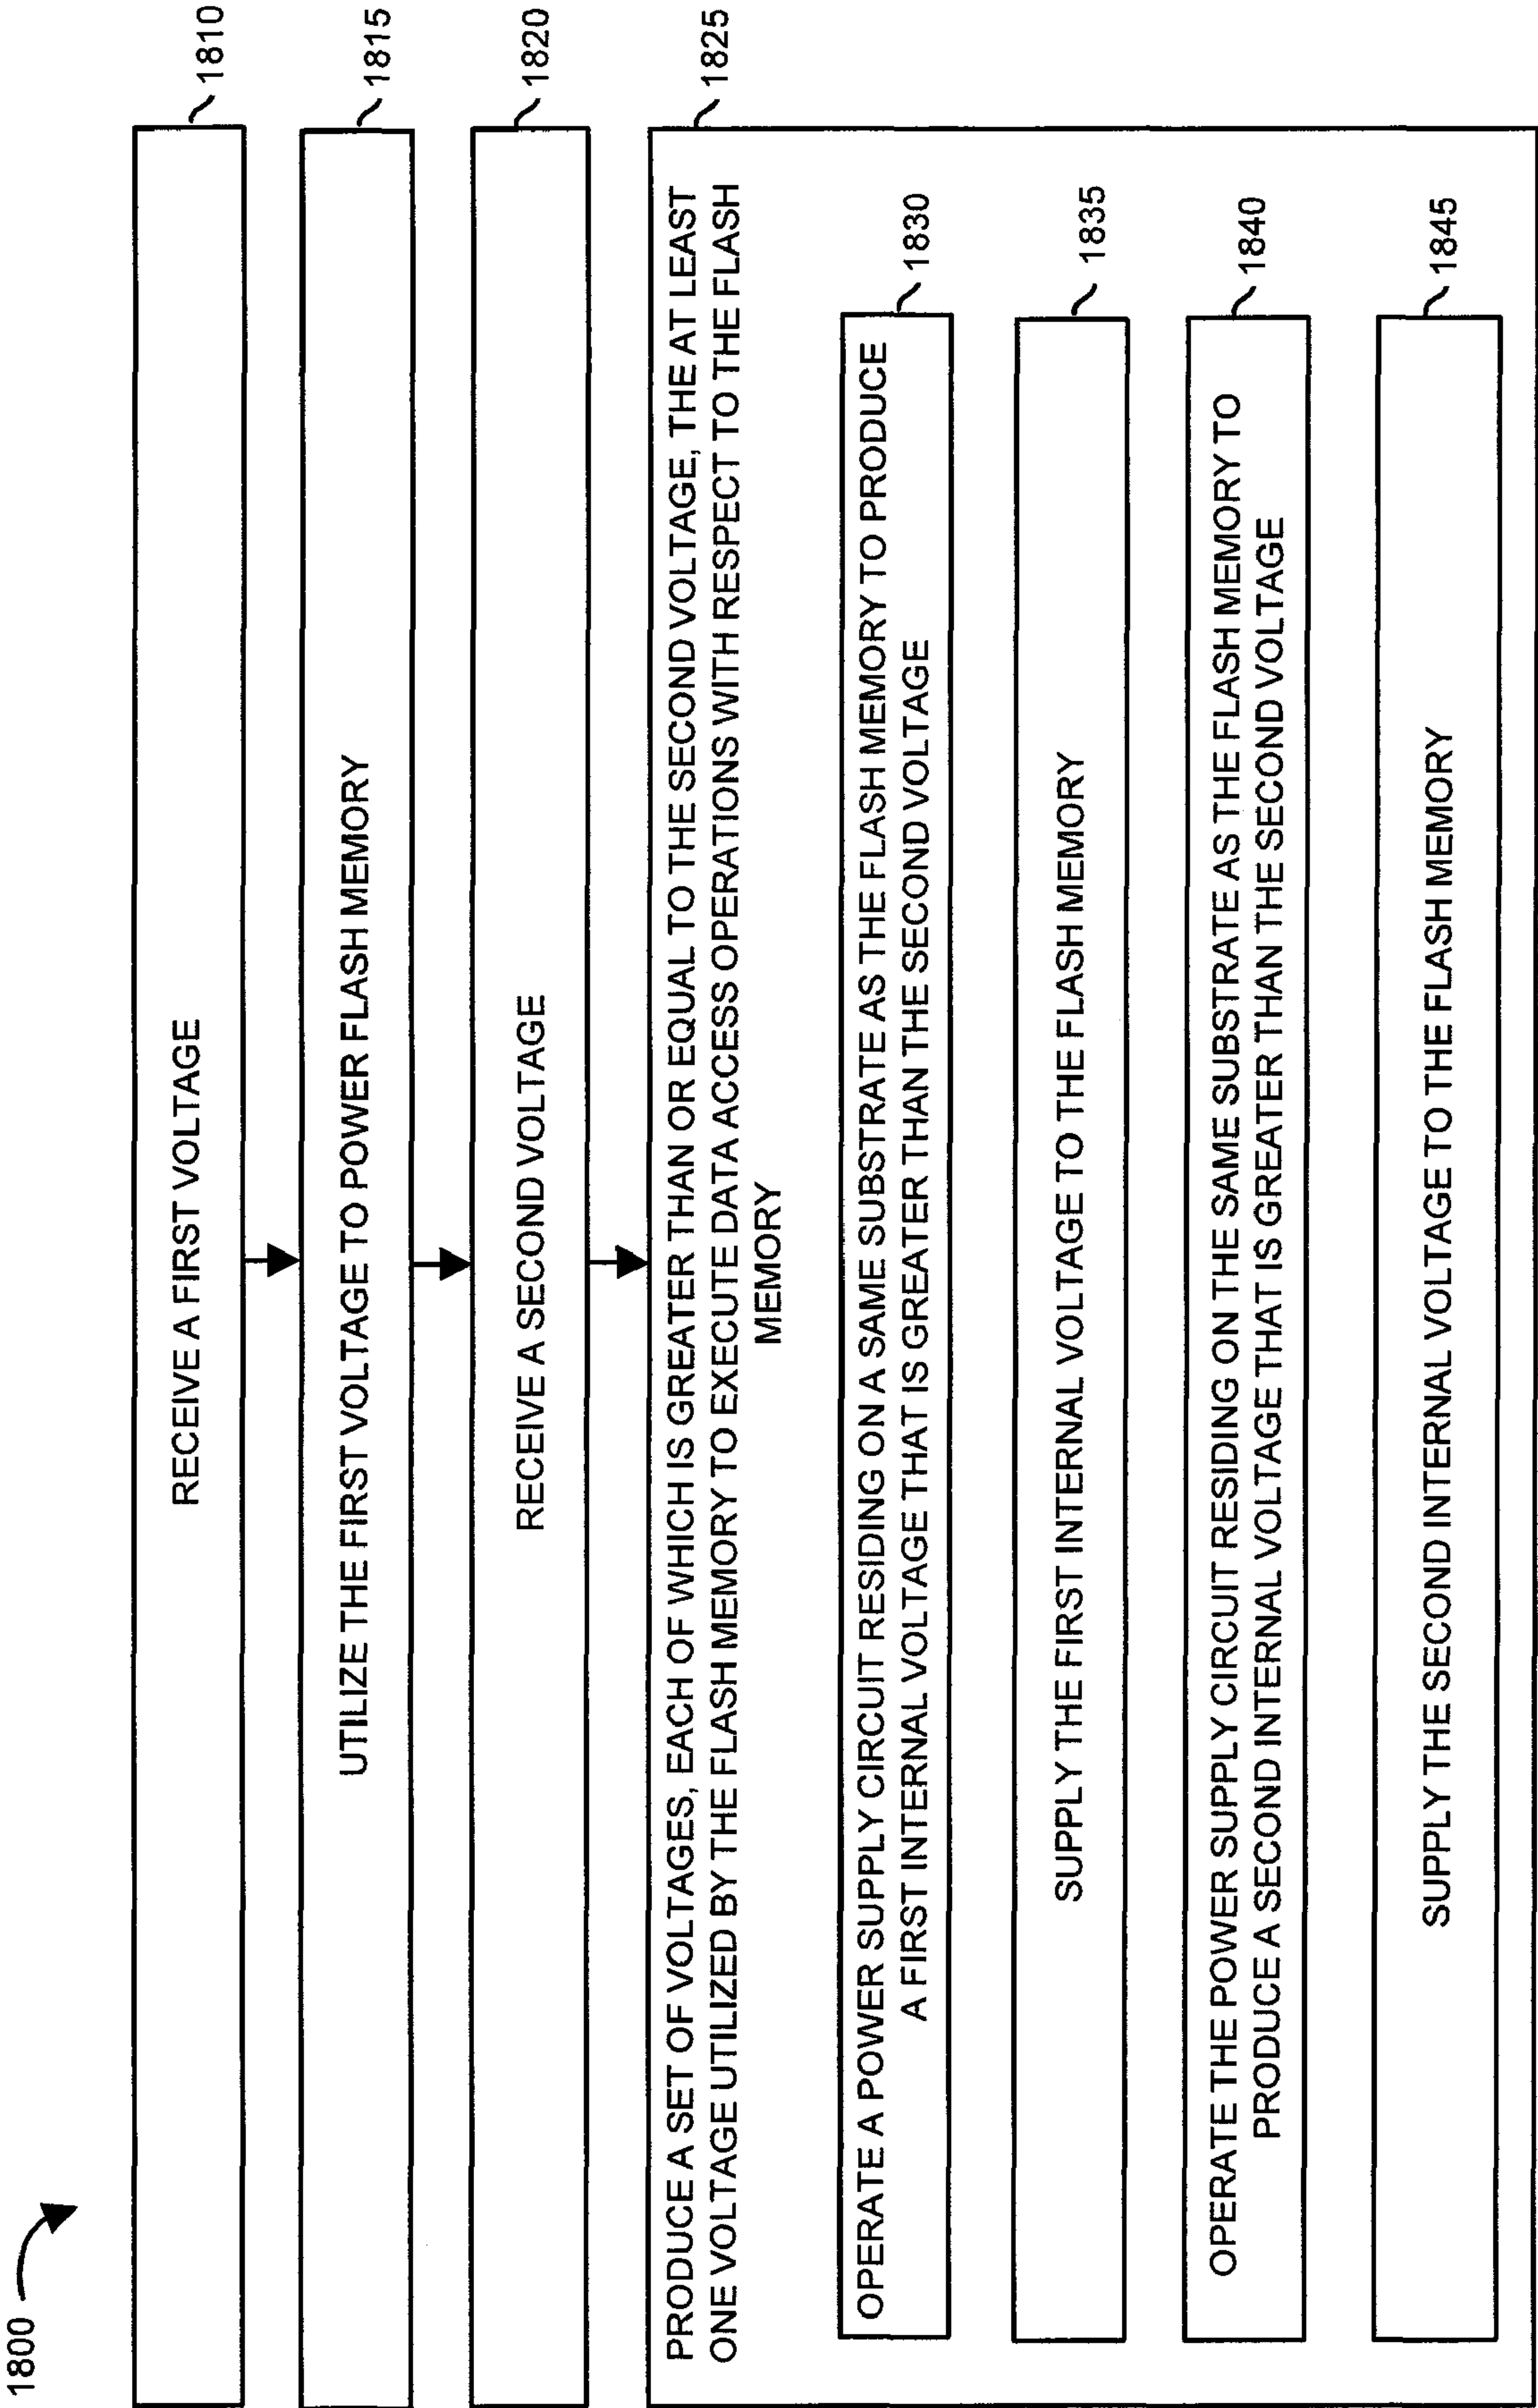 1800
RECEIVE A FIRST VOLTAGE
1810
UTILIZE THE FIRST VOLTAGE TO POWER FLASH MEMORY
1815
RECEIVE A SECOND VOLTAGE
1820
1825
PRODUCE A SET OF VOLTAGES, EACH OF WHICH IS GREATER THAN OR EQUAL TO THE SECOND VOLTAGE, THE AT LEAST
ONE VOLTAGE UTILIZED BY THE FLASH MEMORY TO EXECUTE DATA ACCESS OPERATIONS WITH RESPECT TO THE FLASH
MEMORY
OPERATE A POWER SUPPLY CIRCUIT RESIDING ON A SAME SUBSTRATE AS THE FLASH MEMORY TO PRODUCE
A FIRST INTERNAL VOLTAGE THAT IS GREATER THAN THE SECOND VOLTAGE
1830
SUPPLY THE FIRST INTERNAL VOLTAGE TO THE FLASH MEMORY
1835
OPERATE THE POWER SUPPLY CIRCUIT RESIDING ON THE SAME SUBSTRATE AS THE FLASH MEMORY TO
PRODUCE A SECOND INTERNAL VOLTAGE THAT IS GREATER THAN THE SECOND VOLTAGE
1840
SUPPLY THE SECOND INTERNAL VOLTAGE TO THE FLASH MEMORY
1845